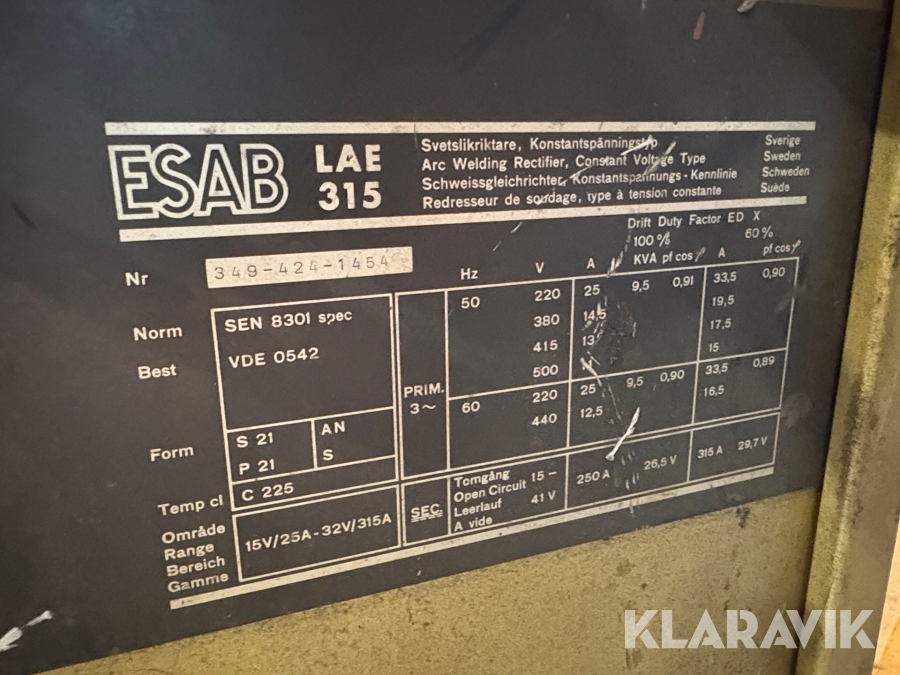 ESAB LAE 315
Svetslikriktare, Konstantspänningstyp
Arc Welding Rectifier, Constant Voltage Type
Schweissgleichrichter, Konstantspannungs - Kennlinie
Redresseur de soudage, type à tension constante
Sverige
Sweden
Schweden
Suède
Drift Duty Factor ED X
100 % 60 %
Nr 349-424-1454
Hz V A KVA pf cos φ A pf cos φ
Norm SEN 8301 spec
Best VDE 0542
Form S 21 AN
P 21 S
Temp cl C 225
Område
Range
Bereich
Gamme
15V/25A - 32V/315A
PRIM.
3~
50 220 25 9,5 0,91 33,5 0,90
380 14,5 19,5
415 13 17,5
500 15
60 220 25 9,5 0,90 33,5 0,89
440 12,5 16,5
SEC.
Tomgång
Open Circuit 15 -
Leerlauf 41 V
A vide
250 A 26,5 V 315 A 29,7 V
KLARAVIK